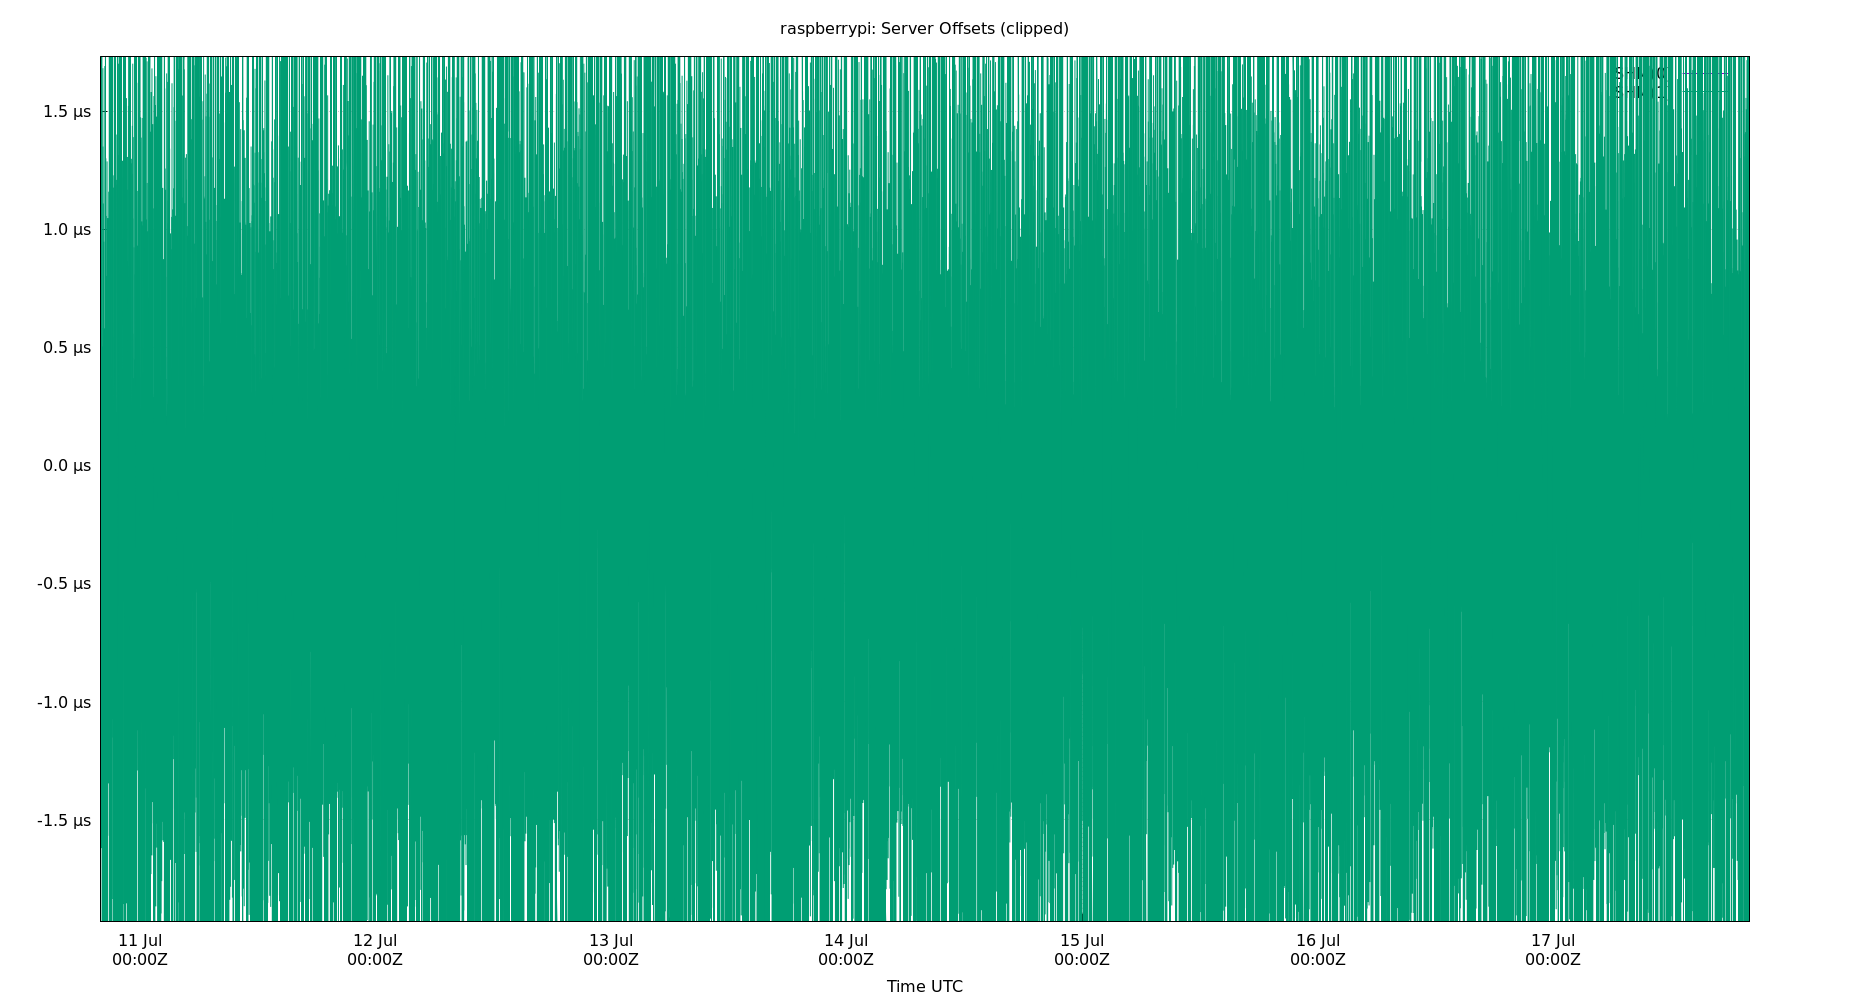 raspberrypi: Server Offsets (clipped)
1.5 µs
1.0 µs
0.5 µs
0.0 µs
-0.5 µs
-1.0 µs
-1.5 µs
11 Jul
00:00Z
12 Jul
00:00Z
13 Jul
00:00Z
14 Jul
00:00Z
15 Jul
00:00Z
16 Jul
00:00Z
17 Jul
00:00Z
Time UTC